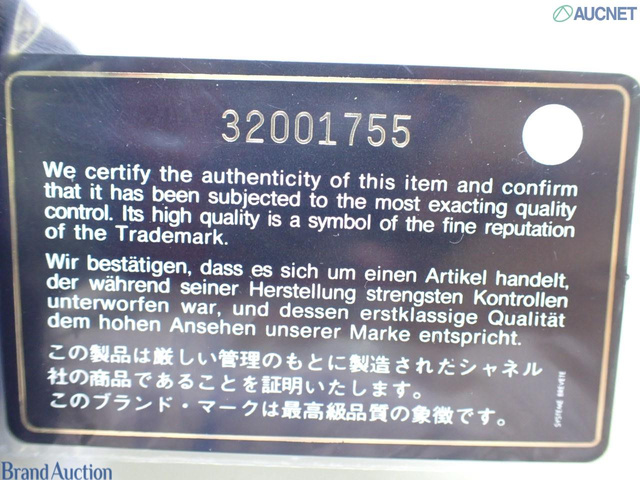 AUCNET
32001755
We certify the authenticity of this item and confirm
that it has been subjected to the most exacting quality
control. Its high quality is a symbol of the fine reputation
of the Trademark.
Wir bestätigen, dass es sich um einen Artikel handelt,
der während seiner Herstellung strengsten Kontrollen
unterworfen war, und dessen erstklassige Qualität
dem hohen Ansehen unserer Marke entspricht.
この製品は厳しい管理のもとに製造されたシャネル
社の商品であることを証明いたします。
このブランド・マークは最高級品質の象徴です。
SYSTEME BREVETE
Brand Auction